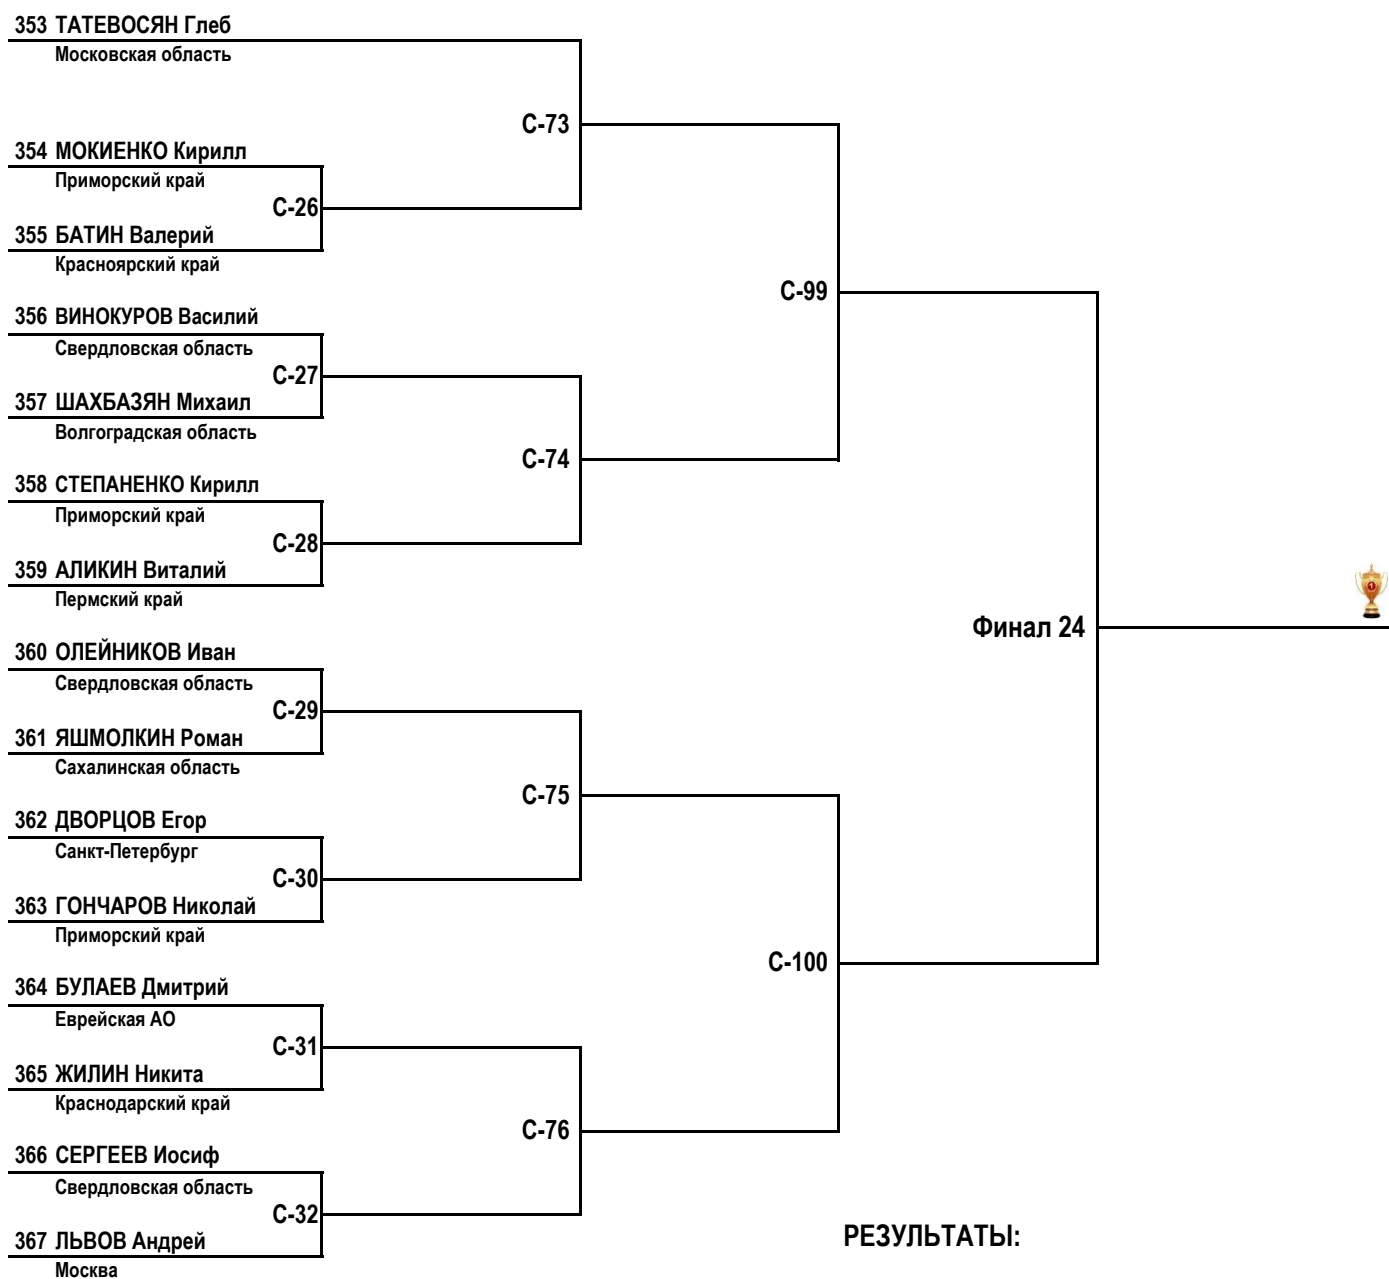 353 ТАТЕВОСЯН Глеб
Московская область
С-73
354 МОКИЕНКО Кирилл
Приморский край
С-26
355 БАТИН Валерий
Красноярский край
С-99
356 ВИНОКУРОВ Василий
Свердловская область
С-27
357 ШАХБАЗЯН Михаил
Волгоградская область
С-74
358 СТЕПАНЕНКО Кирилл
Приморский край
С-28
359 АЛИКИН Виталий
Пермский край
Финал 24
360 ОЛЕЙНИКОВ Иван
Свердловская область
С-29
361 ЯШМОЛКИН Роман
Сахалинская область
С-75
362 ДВОРЦОВ Егор
Санкт-Петербург
С-30
363 ГОНЧАРОВ Николай
Приморский край
С-100
364 БУЛАЕВ Дмитрий
Еврейская АО
С-31
365 ЖИЛИН Никита
Краснодарский край
С-76
366 СЕРГЕЕВ Иосиф
Свердловская область
С-32
367 ЛЬВОВ Андрей
Москва
РЕЗУЛЬТАТЫ: